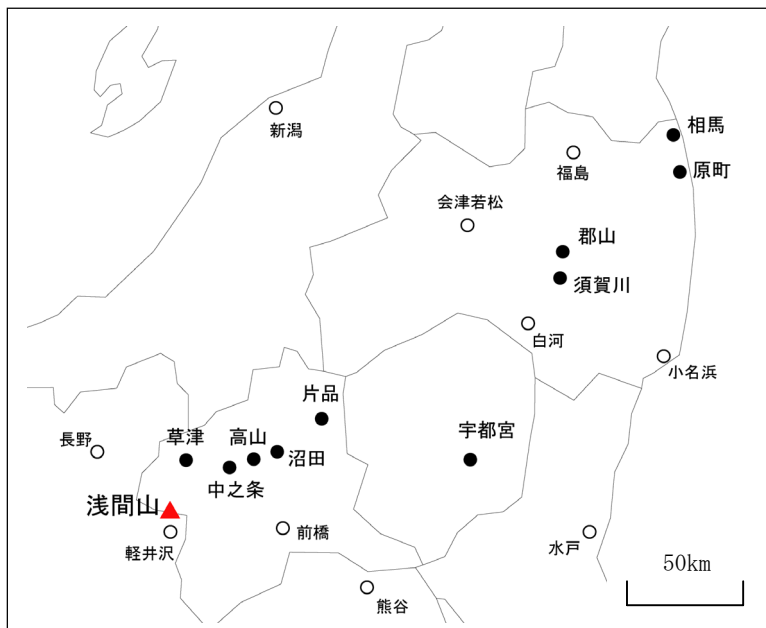 相馬
新潟
福島
原町
会津若松
郡山
須賀川
白河
小名浜
片品
長野
草津
高山
沼田
宇都宮
中之条
浅間山
前橋
軽井沢
水戸
50km
熊谷